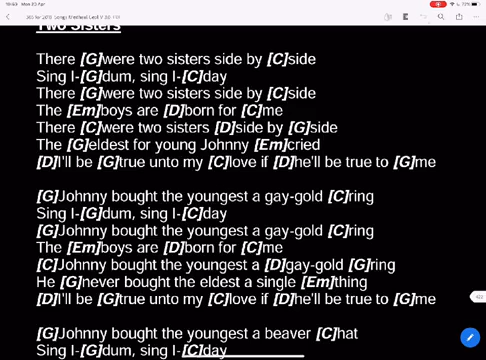 Two Sisters
There [G]were two sisters side by [C]side
Sing I-[G]dum, sing I-[C]day
There [G]were two sisters side by [C]side
The [Em]boys are [D]born for [C]me
There [C]were two sisters [D]side by [G]side
The [G]eldest for young Johnny [Em]cried
[D]I'll be [G]true unto my [C]love if [D]he'll be true to [G]me
[G]Johnny bought the youngest a gay-gold [C]ring
Sing I-[G]dum, sing I-[C]day
[G]Johnny bought the youngest a gay-gold [C]ring
The [Em]boys are [D]born for [C]me
[C]Johnny bought the youngest a [D]gay-gold [G]ring
He [G]never bought the eldest a single [Em]thing
[D]I'll be [G]true unto my [C]love if [D]he'll be true to [G]me
[G]Johnny bought the youngest a beaver [C]hat
Sing I-[G]dum, sing I-[C]day